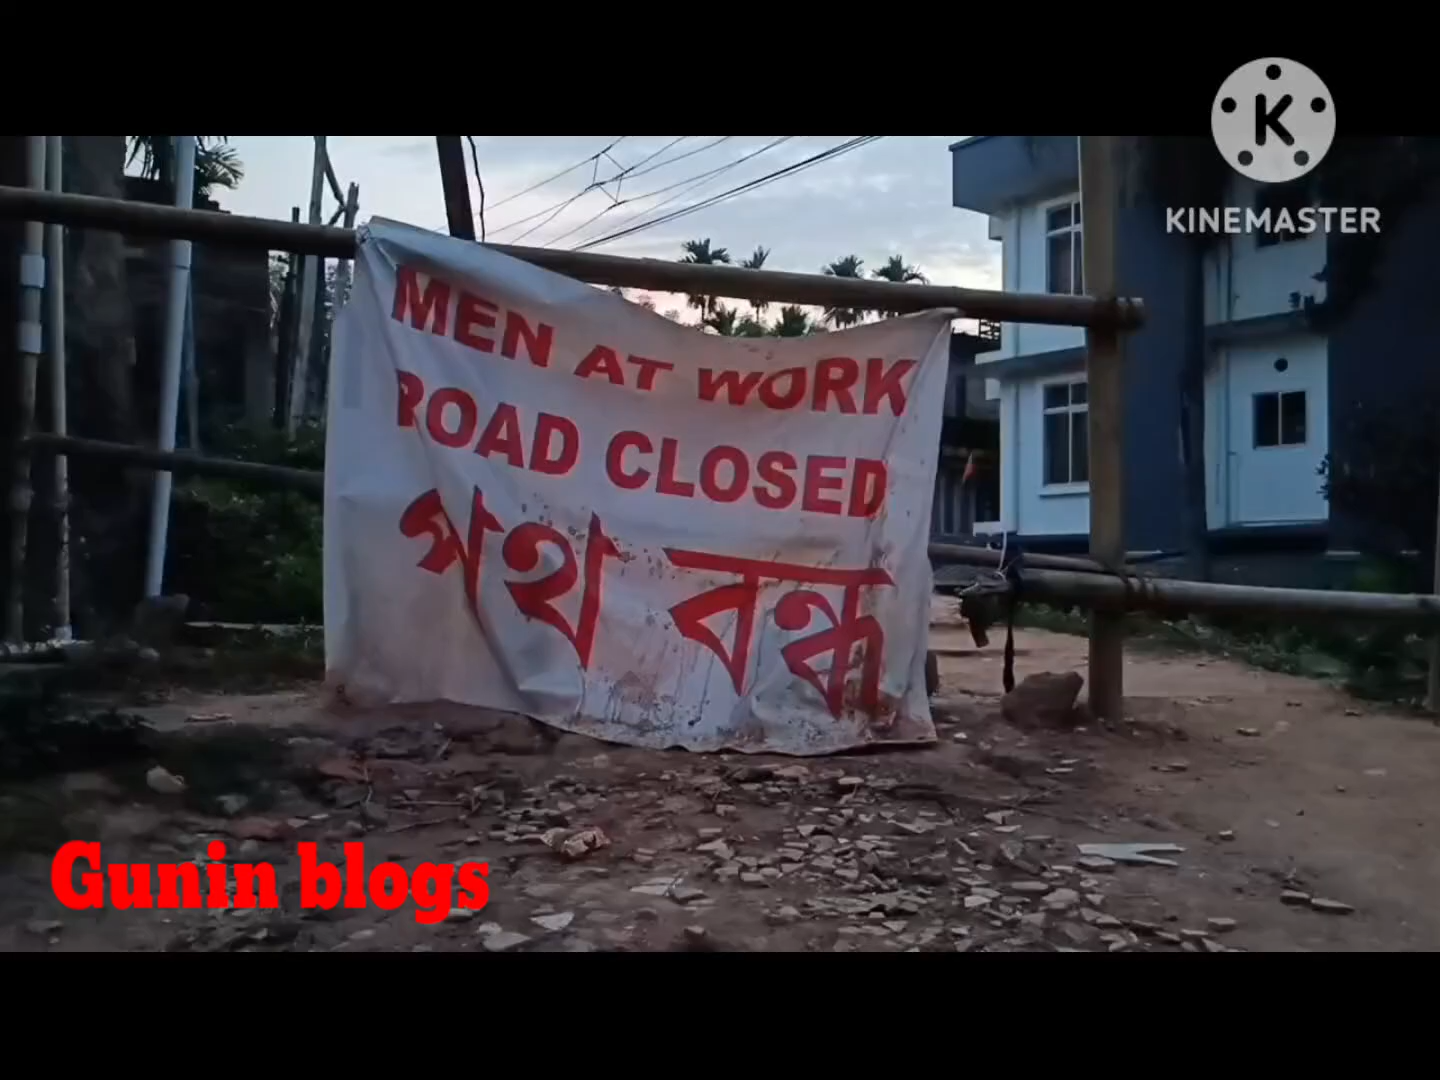 KINEMASTER
MEN AT WORK
ROAD CLOSED
পথ বন্ধ
Gunin blogs